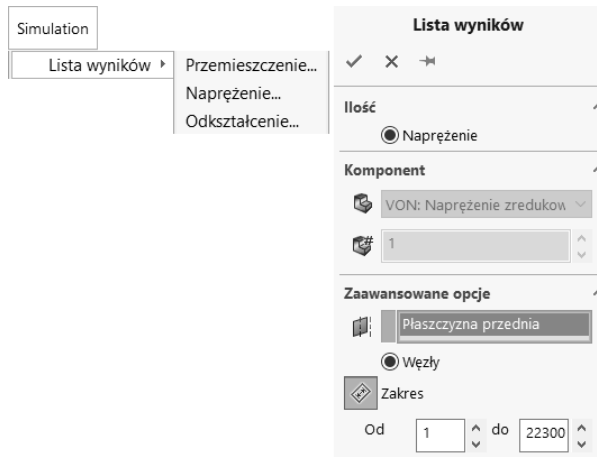 Simulation
Lista wyników
Przemieszczenie...
Naprężenie...
Odkształcenie...
Lista wyników
Ilość
Naprężenie
Komponent
VON: Naprężenie zredukow
1
Zaawansowane opcje
Płaszczyzna przednia
Węzły
Zakres
Od 1 do 22300